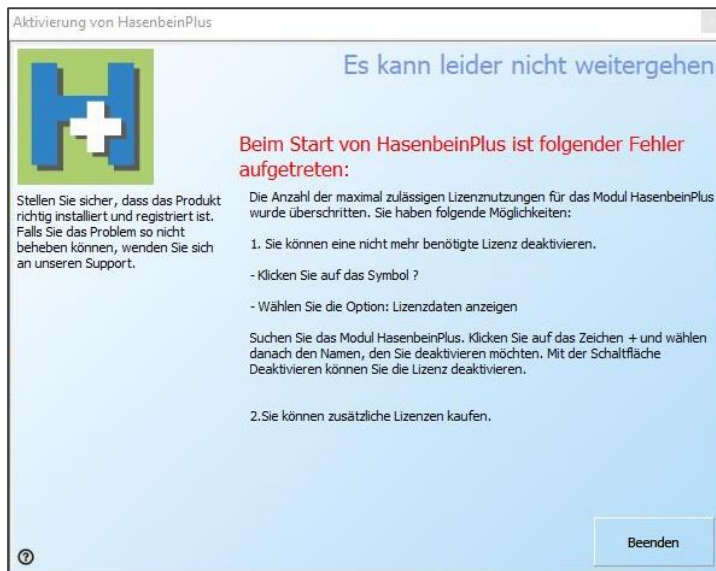 Aktivierung von HasenbeinPlus
Es kann leider nicht weitergehen
H+
Stellen Sie sicher, dass das Produkt
richtig installiert und registriert ist.
Falls Sie das Problem so nicht
beheben können, wenden Sie sich
an unseren Support.
Beim Start von HasenbeinPlus ist folgender Fehler
aufgetreten:
Die Anzahl der maximal zulässigen Lizenznutzungen für das Modul HasenbeinPlus
wurde überschritten. Sie haben folgende Möglichkeiten:
1. Sie können eine nicht mehr benötigte Lizenz deaktivieren.
- Klicken Sie auf das Symbol ?
- Wählen Sie die Option: Lizenzdaten anzeigen
Suchen Sie das Modul HasenbeinPlus. Klicken Sie auf das Zeichen + und wählen
danach den Namen, den Sie deaktivieren möchten. Mit der Schaltfläche
Deaktivieren können Sie die Lizenz deaktivieren.
2.Sie können zusätzliche Lizenzen kaufen.
?
Beenden